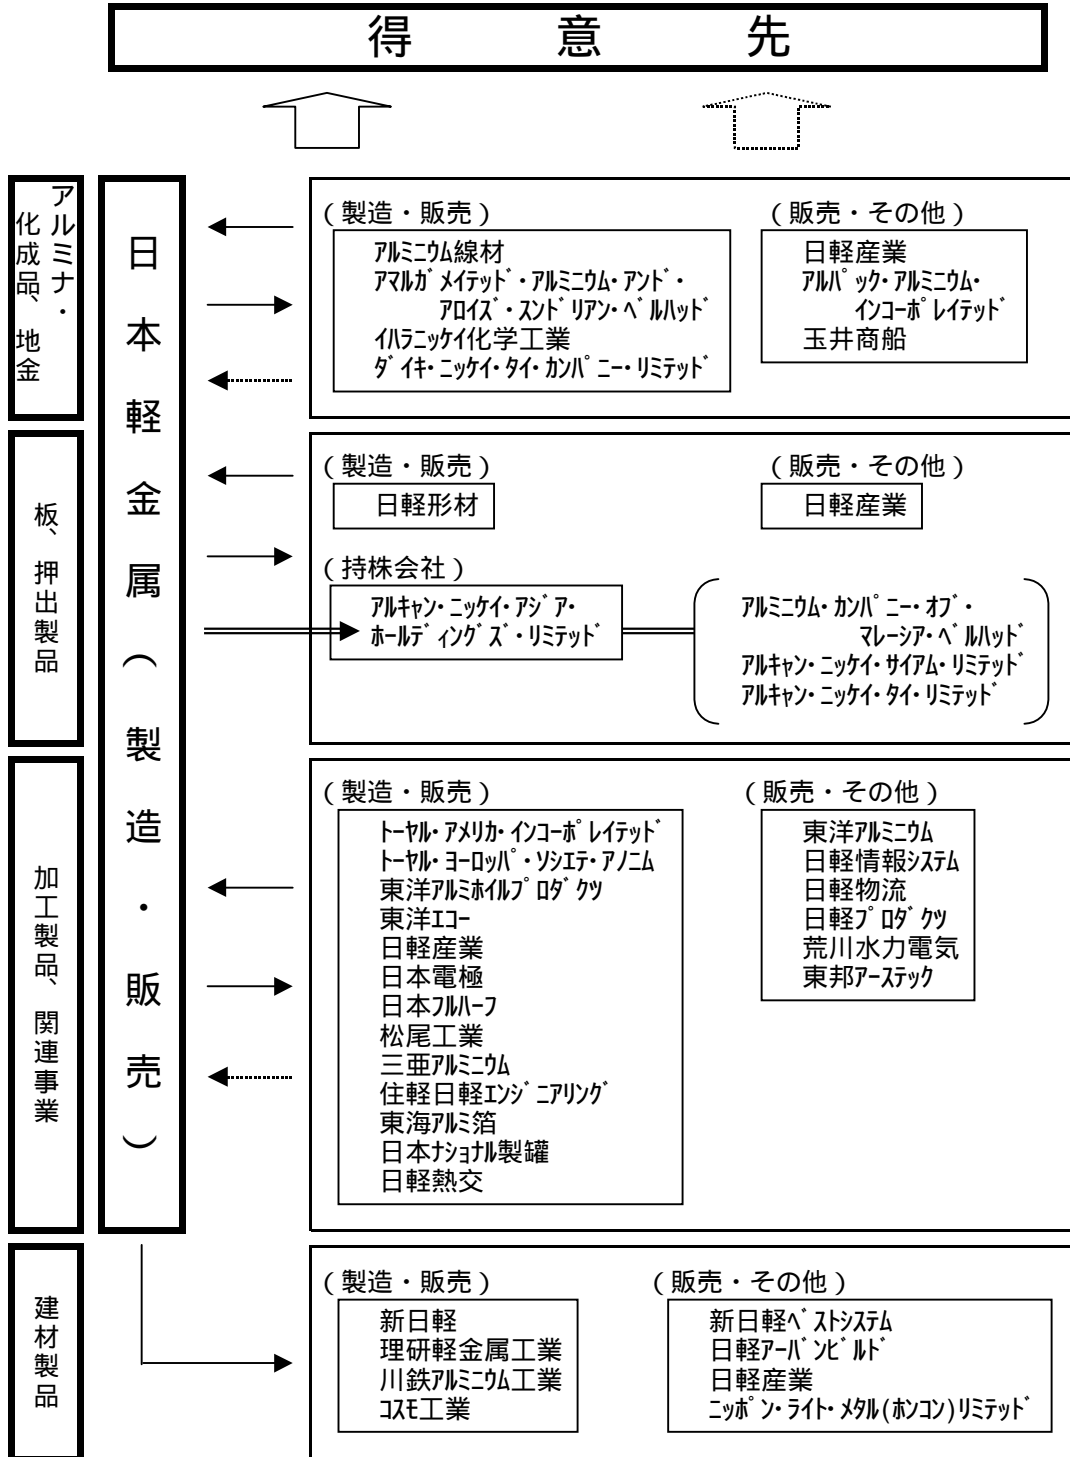 得意先
アルミナ・
化成品、地金
日本軽金属(製造・販売)
(製造・販売)
アルミニウム線材
アマルガメイテッド・アルミニウム・アンド・
アロイズ・スンドリアン・ベルハッド
イハラニッケイ化学工業
ダイキ・ニッケイ・タイ・カンパニー・リミテッド
(販売・その他)
日軽産業
アルパック・アルミニウム・
インコーポレイテッド
玉井商船
板、押出製品
(製造・販売)
日軽形材
(販売・その他)
日軽産業
(持株会社)
アルキャン・ニッケイ・アジア・
ホールディングズ・リミテッド
アルミニウム・カンパニー・オブ・
マレーシア・ベルハッド
アルキャン・ニッケイ・サイアム・リミテッド
アルキャン・ニッケイ・タイ・リミテッド
加工製品、関連事業
(製造・販売)
トーヤル・アメリカ・インコーポレイテッド
トーヤル・ヨーロッパ・ソシエテ・アノニム
東洋アルミホイルプロダクツ
東洋エコー
日軽産業
日本電極
日本フルハーフ
松尾工業
三亜アルミニウム
住軽日軽エンジニアリング
東海アルミ箔
日本ナショナル製罐
日軽熱交
(販売・その他)
東洋アルミニウム
日軽情報システム
日軽物流
日軽プロダクツ
荒川水力電気
東邦アーステック
建材製品
(製造・販売)
新日軽
理研軽金属工業
川鉄アルミニウム工業
コスモ工業
(販売・その他)
新日軽ベストシステム
日軽アーバンビルド
日軽産業
ニッポン・ライト・メタル(ホンコン)リミテッド